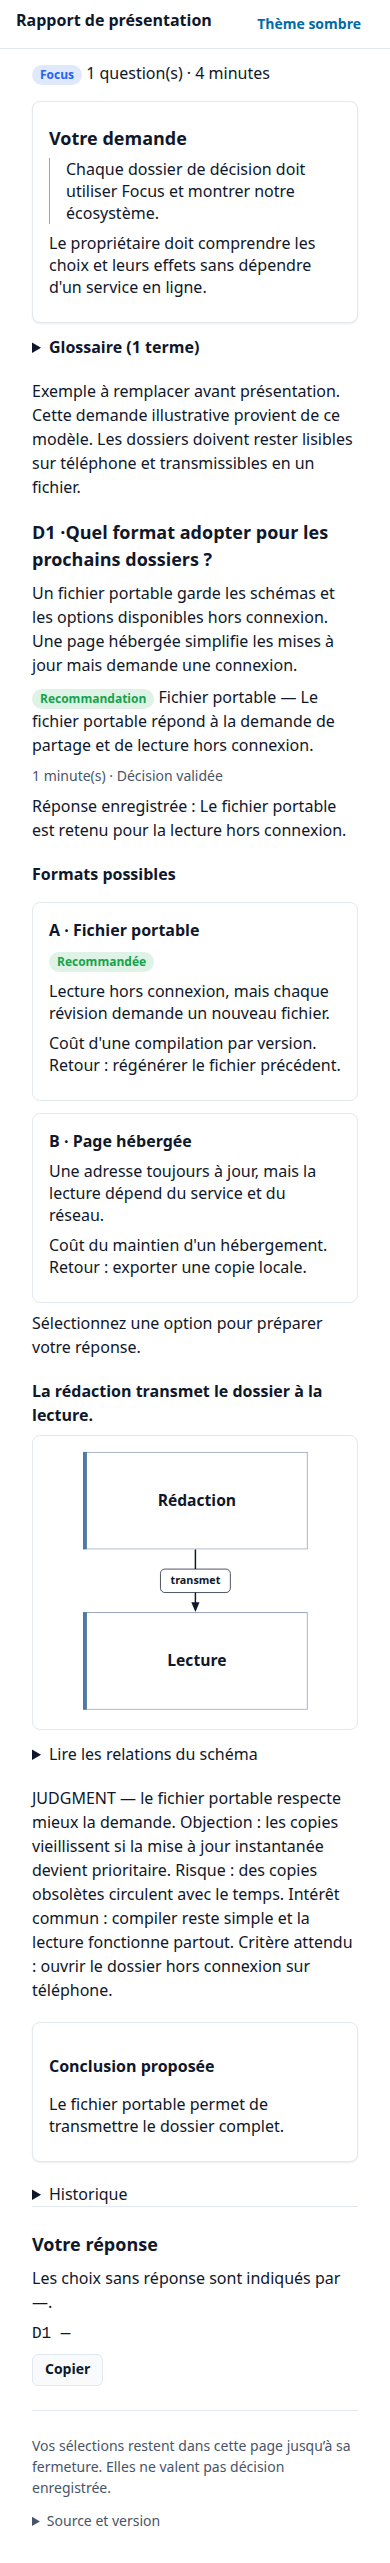 Rapport de présentation
Thème sombre
Focus 1 question(s) · 4 minutes
Votre demande
Chaque dossier de décision doit
utiliser Focus et montrer notre
écosystème.
Le propriétaire doit comprendre les
choix et leurs effets sans dépendre
d'un service en ligne.
Glossaire (1 terme)
Exemple à remplacer avant présentation.
Cette demande illustrative provient de ce
modèle. Les dossiers doivent rester lisibles
sur téléphone et transmissibles en un
fichier.
D1 ·Quel format adopter pour les
prochains dossiers ?
Un fichier portable garde les schémas et
les options disponibles hors connexion.
Une page hébergée simplifie les mises à
jour mais demande une connexion.
Recommandation Fichier portable — Le
fichier portable répond à la demande de
partage et de lecture hors connexion.
1 minute(s) · Décision validée
Réponse enregistrée : Le fichier portable
est retenu pour la lecture hors connexion.
Formats possibles
A · Fichier portable
Recommandée
Lecture hors connexion, mais chaque
révision demande un nouveau fichier.
Coût d'une compilation par version.
Retour : régénérer le fichier précédent.
B · Page hébergée
Une adresse toujours à jour, mais la
lecture dépend du service et du
réseau.
Coût du maintien d'un hébergement.
Retour : exporter une copie locale.
Sélectionnez une option pour préparer
votre réponse.
La rédaction transmet le dossier à la
lecture.
Rédaction
transmet
Lecture
Lire les relations du schéma
JUDGMENT — le fichier portable respecte
mieux la demande. Objection : les copies
vieillissent si la mise à jour instantanée
devient prioritaire. Risque : des copies
obsolètes circulent avec le temps. Intérêt
commun : compiler reste simple et la
lecture fonctionne partout. Critère attendu
: ouvrir le dossier hors connexion sur
téléphone.
Conclusion proposée
Le fichier portable permet de
transmettre le dossier complet.
Historique
Votre réponse
Les choix sans réponse sont indiqués par
—.
D1 —
Copier
Vos sélections restent dans cette page jusqu'à sa
fermeture. Elles ne valent pas décision
enregistrée.
Source et version